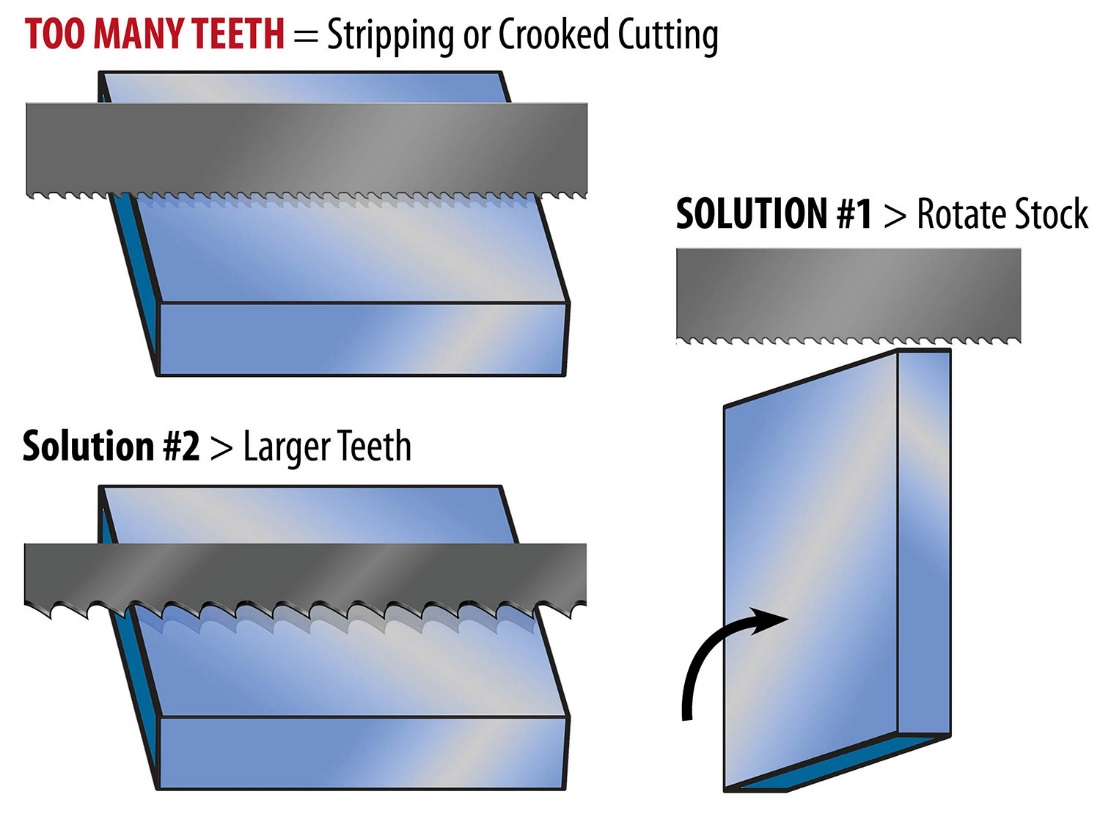 TOO MANY TEETH = Stripping or Crooked Cutting
SOLUTION #1 > Rotate Stock
Solution #2 > Larger Teeth